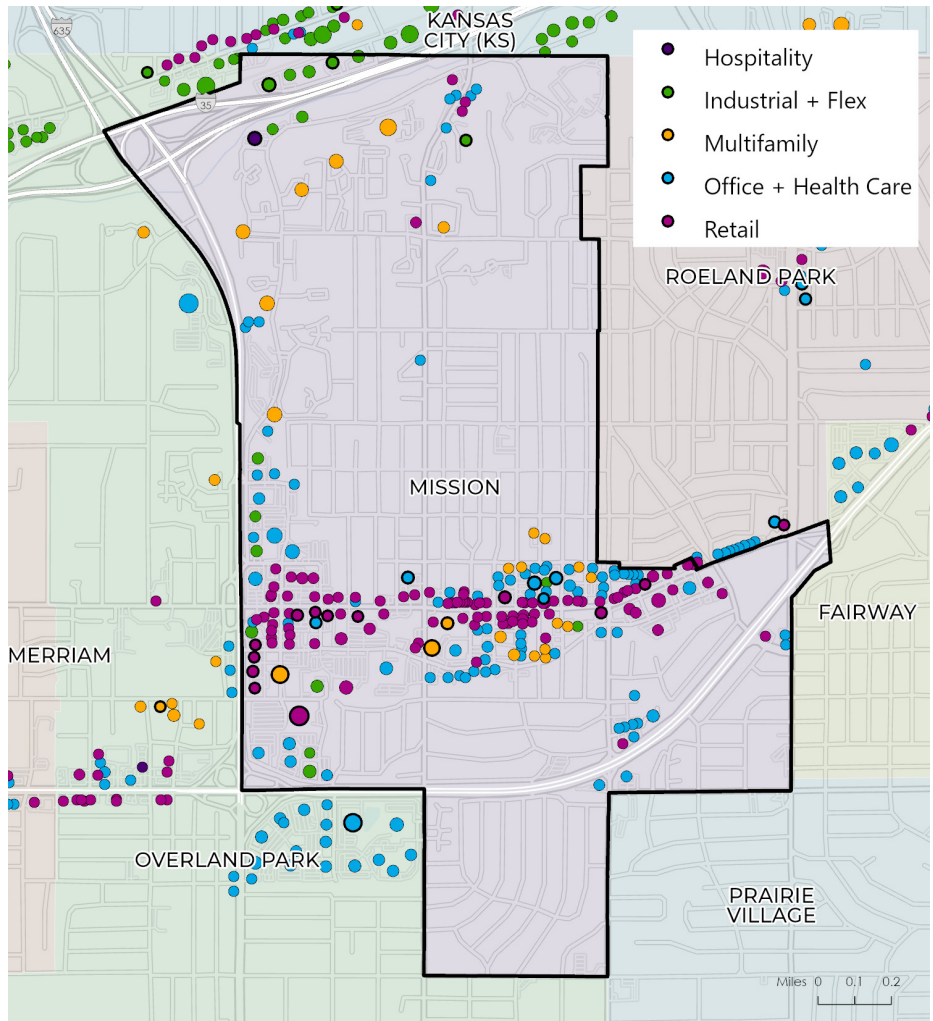 KANSAS
CITY (KS)
635
35
Hospitality
Industrial + Flex
Multifamily
Office + Health Care
Retail
ROELAND PARK
MISSION
FAIRWAY
MERRIAM
OVERLAND PARK
PRAIRIE
VILLAGE
Miles 0 0.1 0.2